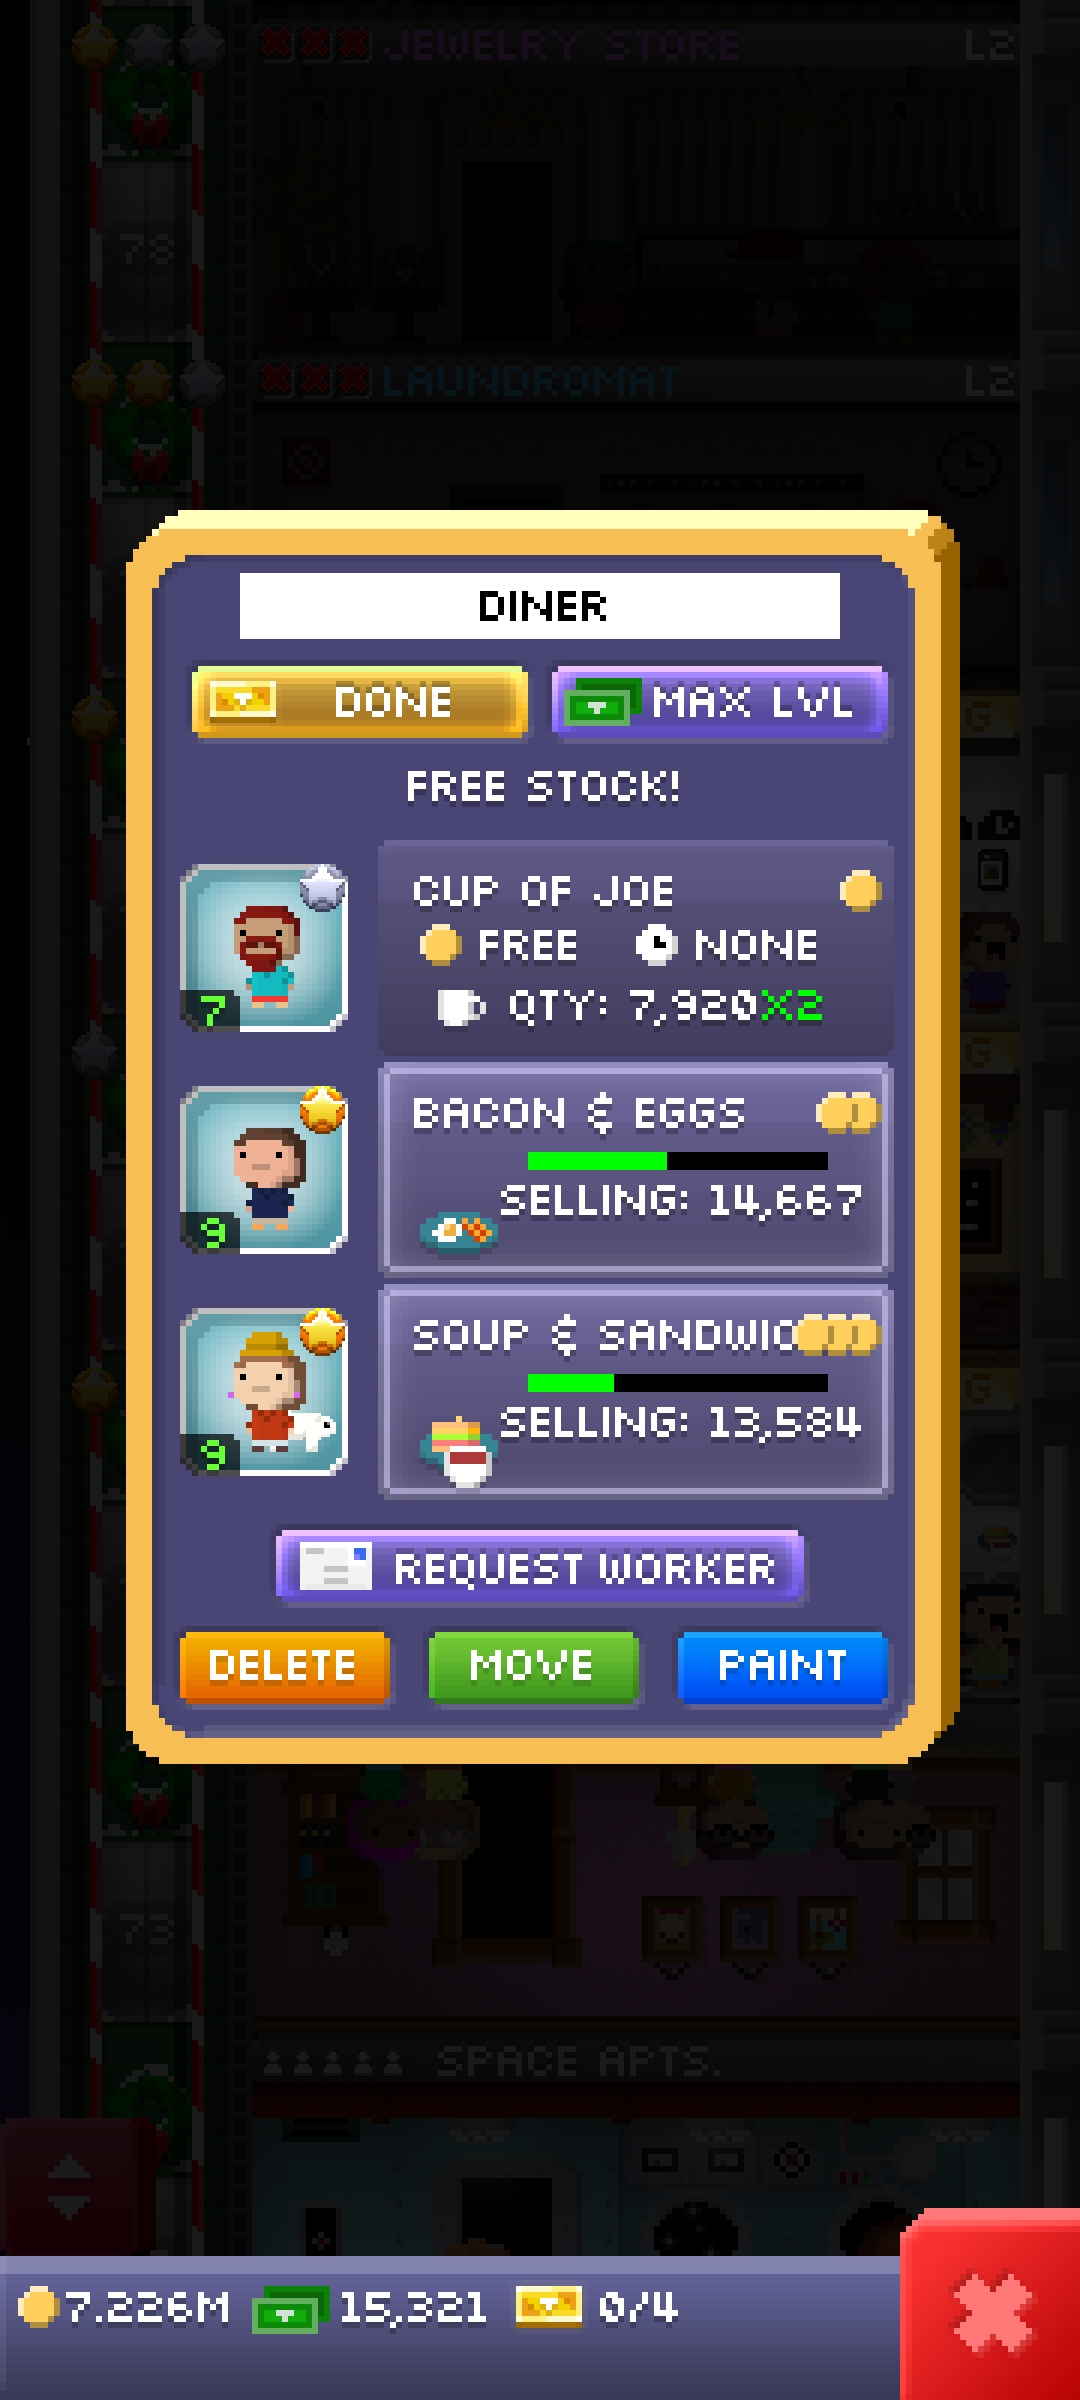 JEWELRY STORE L2
78
LAUNDROMAT L2
DINER
DONE
MAX LVL
FREE STOCK!
CUP OF JOE
FREE NONE
QTY: 7,920X2
7
BACON & EGGS
SELLING: 14,667
9
SOUP & SANDWIC
SELLING: 13,584
9
REQUEST WORKER
DELETE
MOVE
PAINT
73
SPACE APTS.
7.226M 15,321 0/4